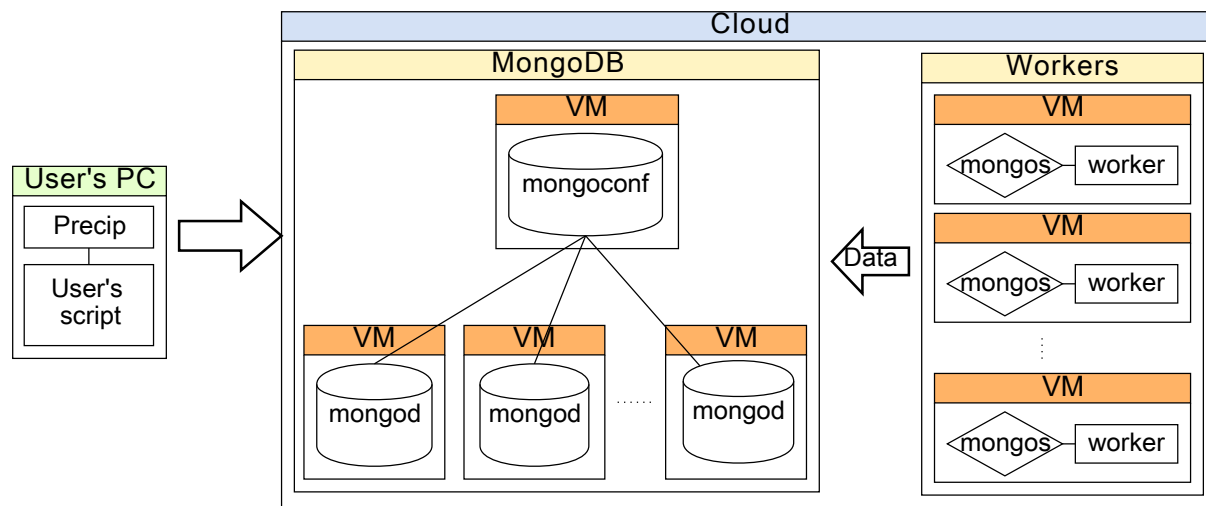 Cloud
MongoDB
Workers
VM
mongoconf
VM
mongod
VM
mongod
......
VM
mongod
User's PC
Precip
User's
script
Data
VM
mongos
worker
VM
mongos
worker
......
VM
mongos
worker